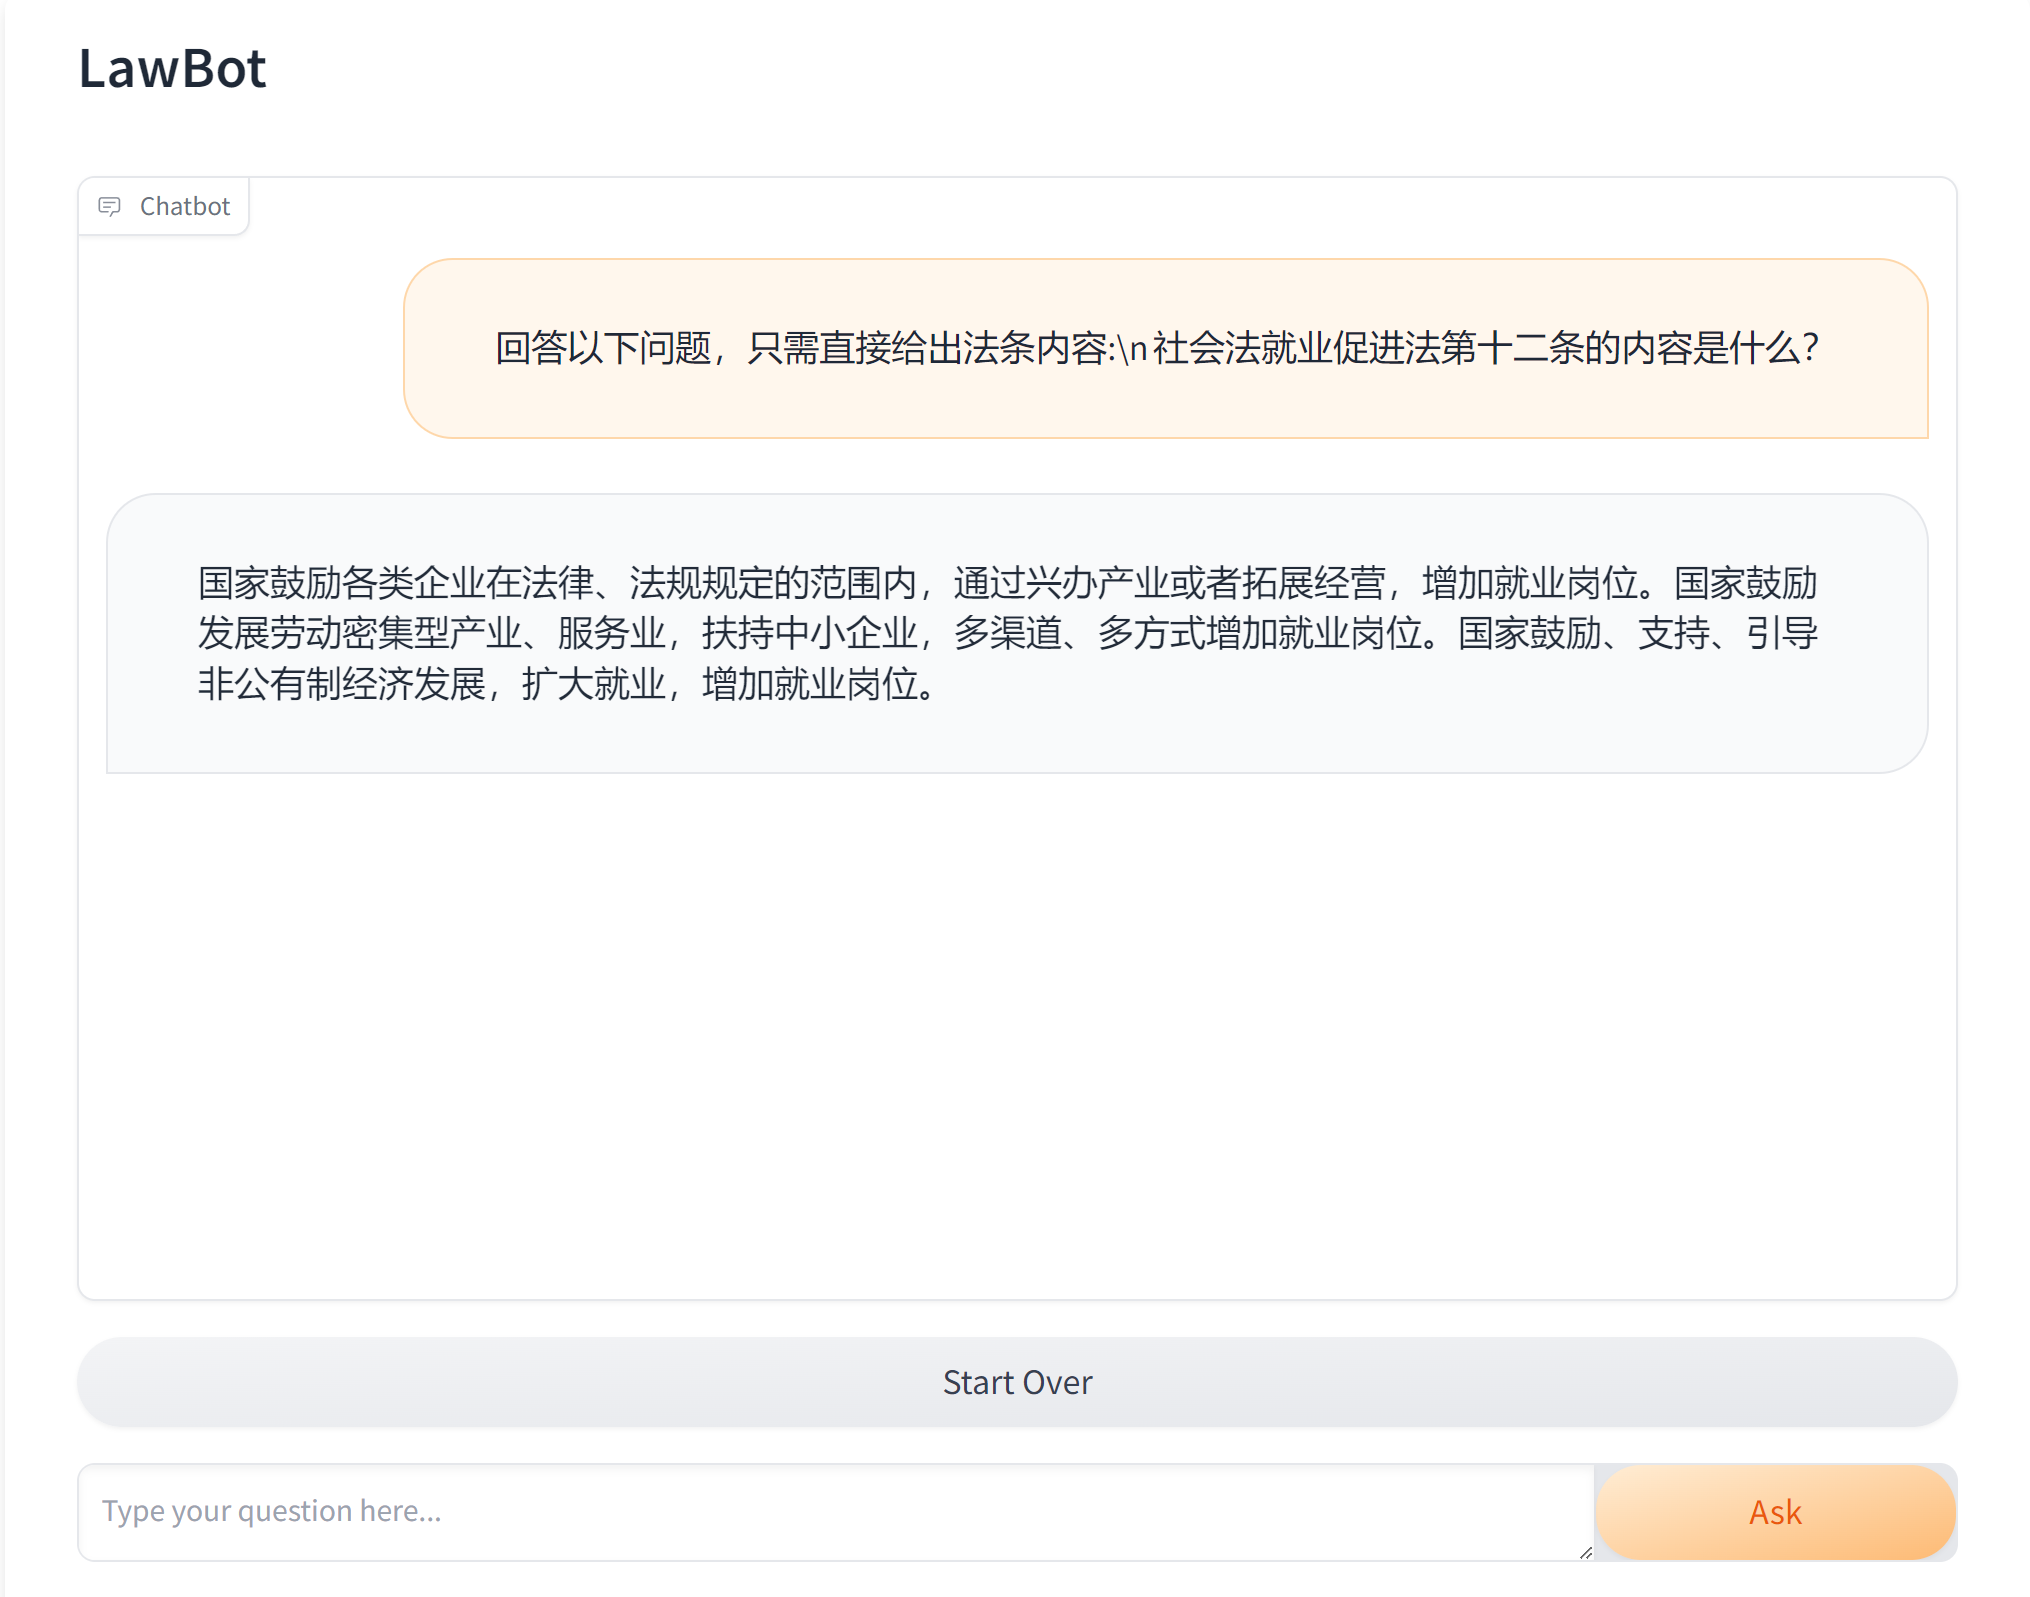 LawBot
Chatbot
回答以下问题，只需直接给出法条内容:\n社会法就业促进法第十二条的内容是什么？
国家鼓励各类企业在法律、法规规定的范围内，通过兴办产业或者拓展经营，增加就业岗位。国家鼓励
发展劳动密集型产业、服务业，扶持中小企业，多渠道、多方式增加就业岗位。国家鼓励、支持、引导
非公有制经济发展，扩大就业，增加就业岗位。
Start Over
Type your question here...
Ask